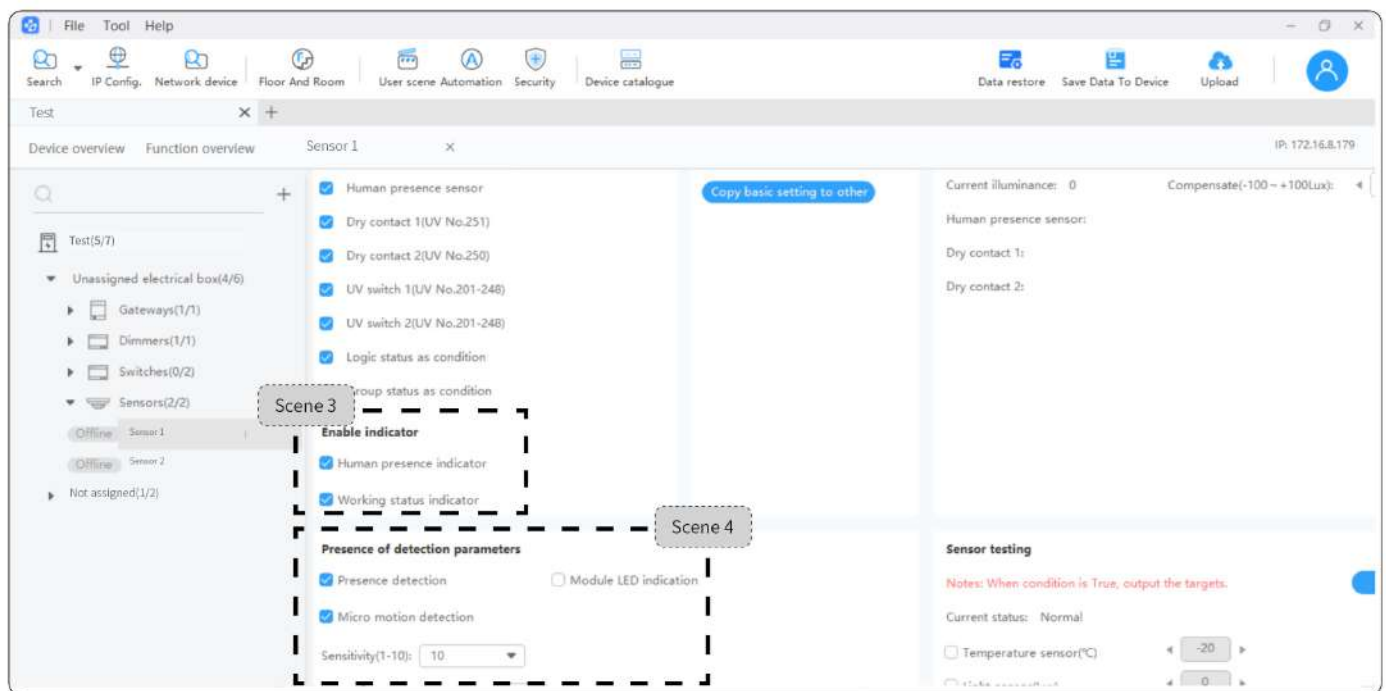 File Tool Help
Search IP Config. Network device Floor And Room User scene Automation Security Device catalogue Data restore Save Data To Device Upload
Test
Device overview Function overview Sensor 1 IP: 172.16.8.179
Test(5/7)
Unassigned electrical box(4/6)
Gateways(1/1)
Dimmers(1/1)
Switches(0/2)
Sensors(2/2)
Offline Sensor 1
Offline Sensor 2
Not assigned(1/2)
Human presence sensor
Dry contact 1(UV No.251)
Dry contact 2(UV No.250)
UV switch 1(UV No.201-248)
UV switch 2(UV No.201-248)
Logic status as condition
Group status as condition
Scene 3
Enable indicator
Human presence indicator
Working status indicator
Scene 4
Presence of detection parameters
Presence detection Module LED indication
Micro motion detection
Sensitivity(1-10): 10
Copy basic setting to other
Current illuminance: 0 Compensate(-100~+100Lux):
Human presence sensor:
Dry contact 1:
Dry contact 2:
Sensor testing
Notes: When condition is True, output the targets.
Current status: Normal
Temperature sensor(°C) -20
0